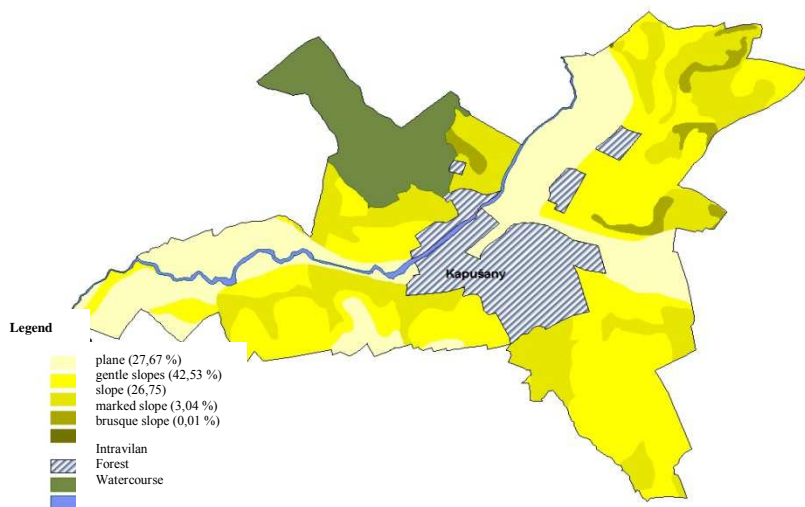 Kapušany
Legend
plane (27,67 %)
gentle slopes (42,53 %)
slope (26,75)
marked slope (3,04 %)
brusque slope (0,01 %)
Intravilan
Forest
Watercourse